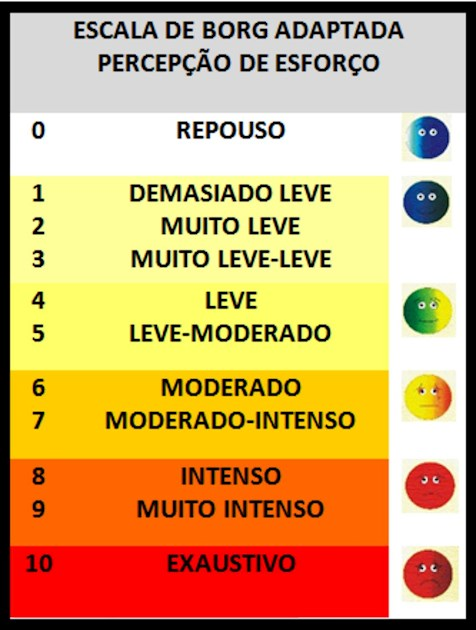 ESCALA DE BORG ADAPTADA
PERCEPÇÃO DE ESFORÇO
0 REPOUSO
1 DEMASIADO LEVE
2 MUITO LEVE
3 MUITO LEVE-LEVE
4 LEVE
5 LEVE-MODERADO
6 MODERADO
7 MODERADO-INTENSO
8 INTENSO
9 MUITO INTENSO
10 EXAUSTIVO